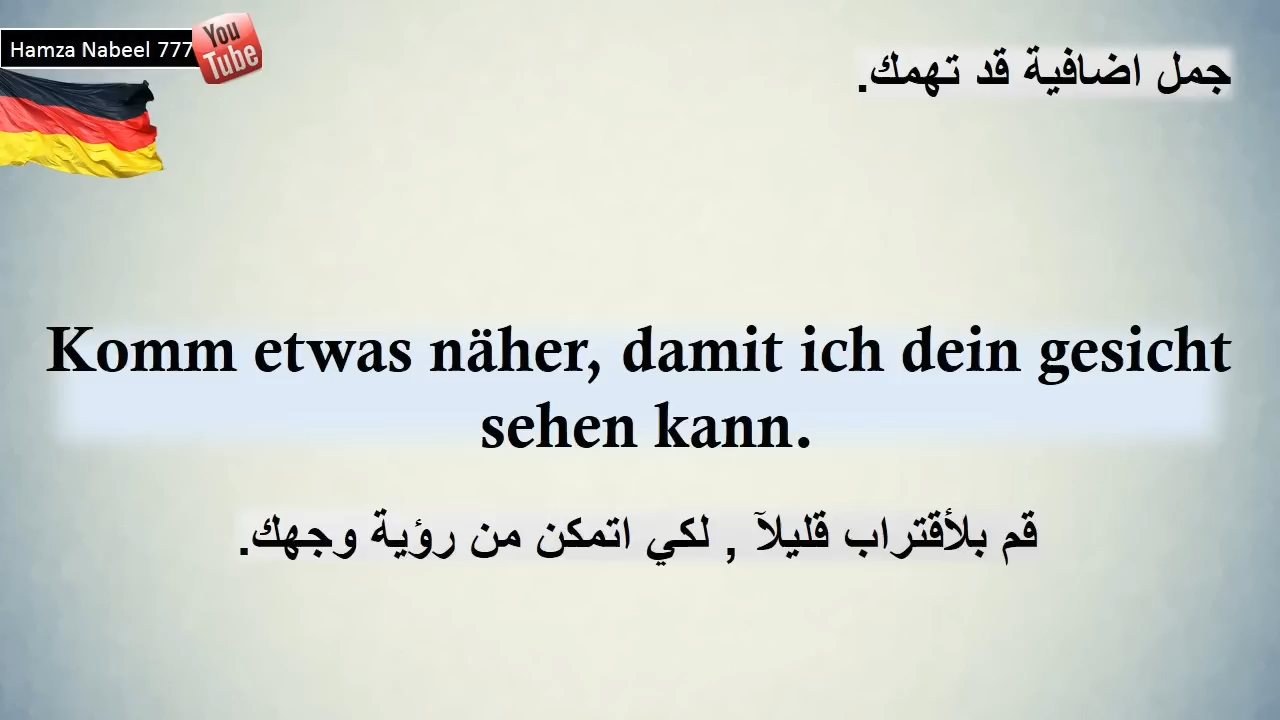 Hamza Nabeel 777
You
Tube
جمل اضافية قد تهمك.
Komm etwas näher, damit ich dein gesicht
sehen kann.
قم بلأقتراب قليلآ , لكي اتمكن من رؤية وجهك.